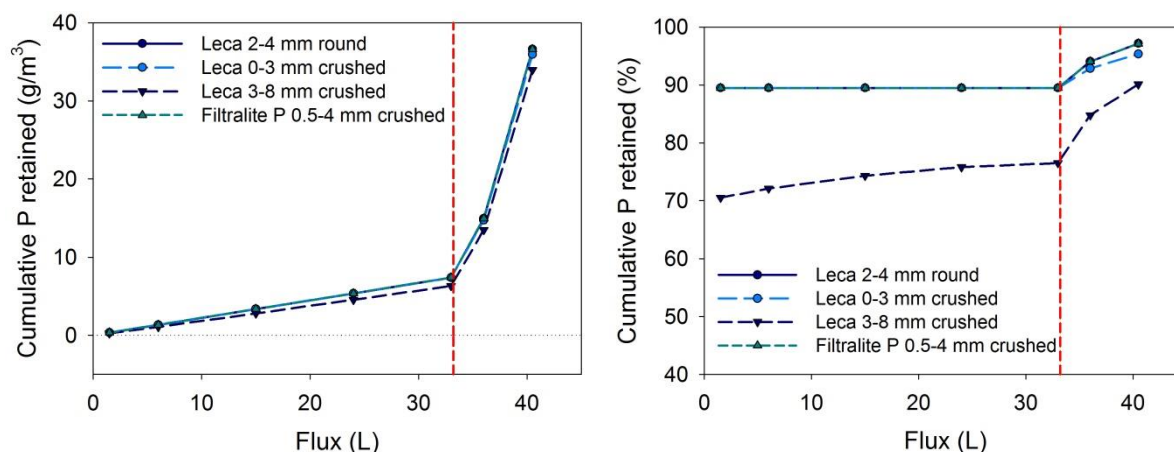 Cumulative P retained (g/m³)
40
30
20
10
0
Leca 2-4 mm round
Leca 0-3 mm crushed
Leca 3-8 mm crushed
Filtralite P 0.5-4 mm crushed
0 10 20 30 40
Flux (L)
Cumulative P retained (%)
100
90
80
70
60
50
40
Leca 2-4 mm round
Leca 0-3 mm crushed
Leca 3-8 mm crushed
Filtralite P 0.5-4 mm crushed
0 10 20 30 40
Flux (L)